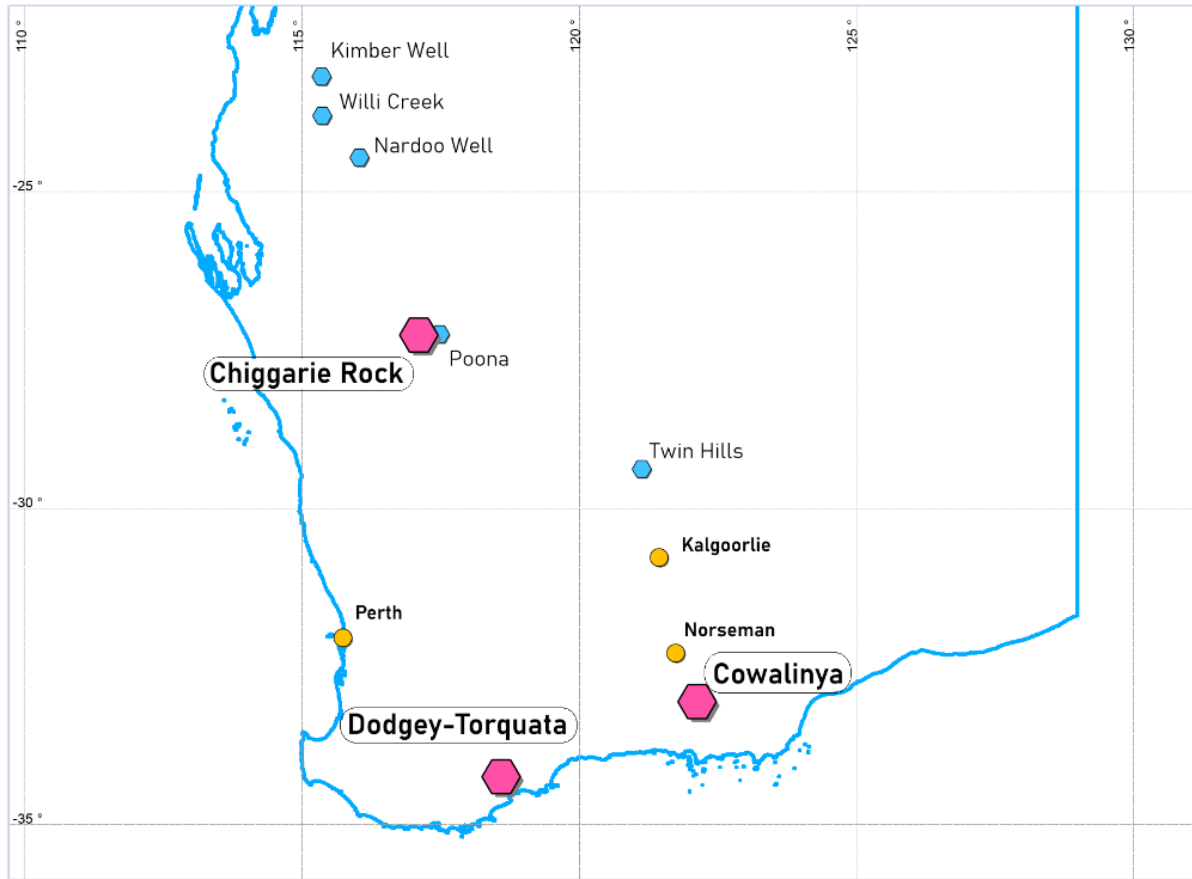 110 °
115 °
120 °
125 °
130 °
Kimber Well
Willi Creek
Nardoo Well
-25 °
Poona
Chiggarie Rock
Twin Hills
-30 °
Kalgoorlie
Perth
Norseman
Cowalinya
Dodgey-Torquata
-35 °